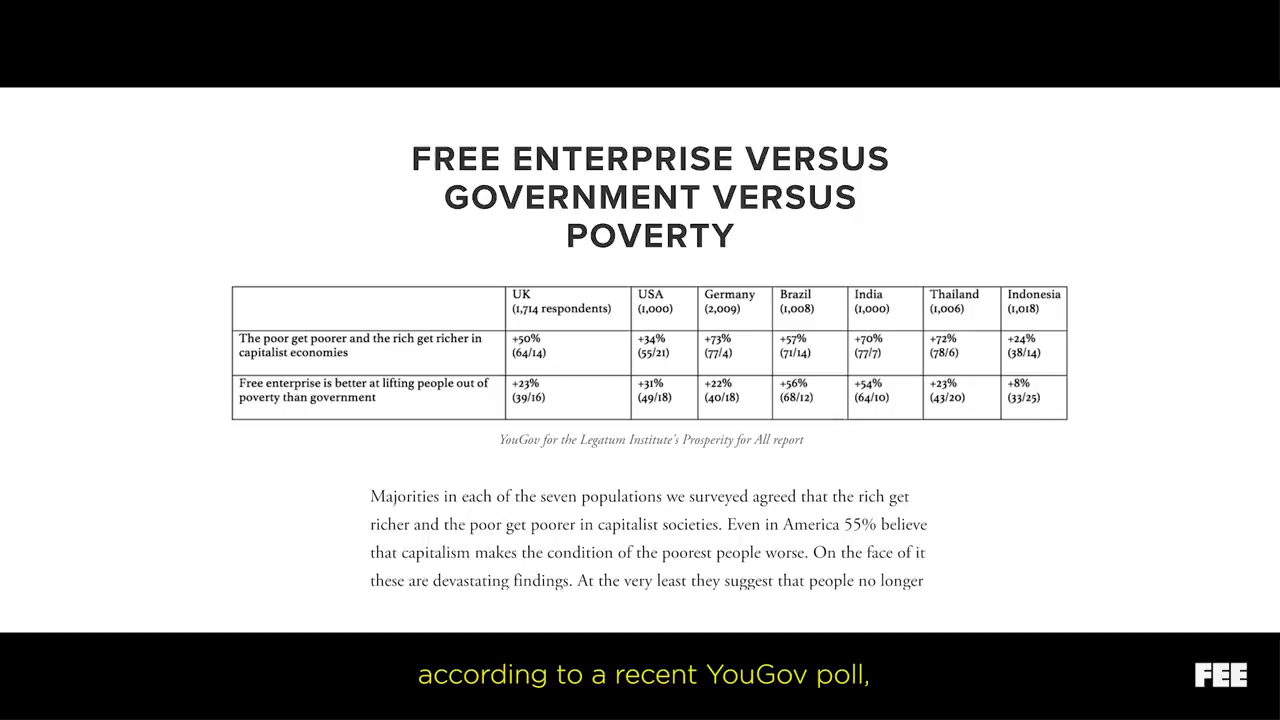 FREE ENTERPRISE VERSUS
GOVERNMENT VERSUS
POVERTY
UK USA Germany Brazil India Thailand Indonesia
(1,714 respondents) (1,000) (2,009) (1,008) (1,000) (1,006) (1,018)
The poor get poorer and the rich get richer in +50% +34% +73% +57% +70% +72% +24%
capitalist economies (64/14) (55/21) (77/4) (71/14) (77/7) (78/6) (38/14)
Free enterprise is better at lifting people out of +23% +31% +22% +56% +54% +23% +8%
poverty than government (39/16) (49/18) (40/18) (68/12) (64/10) (43/20) (33/25)
YouGov for the Legatum Institute's Prosperity for All report
Majorities in each of the seven populations we surveyed agreed that the rich get
richer and the poor get poorer in capitalist societies. Even in America 55% believe
that capitalism makes the condition of the poorest people worse. On the face of it
these are devastating findings. At the very least they suggest that people no longer
according to a recent YouGov poll,
FEE